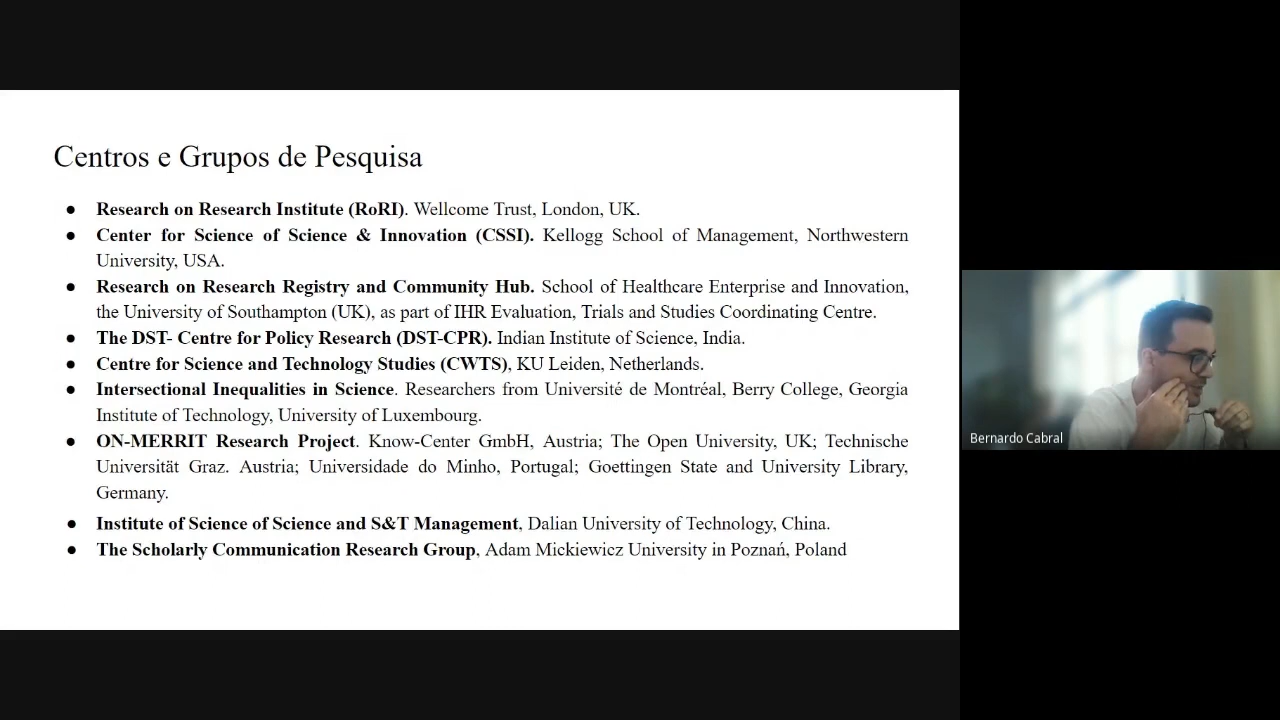 Centros e Grupos de Pesquisa
● Research on Research Institute (RoRI). Wellcome Trust, London, UK.
● Center for Science of Science & Innovation (CSSI). Kellogg School of Management, Northwestern
University, USA.
● Research on Research Registry and Community Hub. School of Healthcare Enterprise and Innovation,
the University of Southampton (UK), as part of IHR Evaluation, Trials and Studies Coordinating Centre.
● The DST- Centre for Policy Research (DST-CPR). Indian Institute of Science, India.
● Centre for Science and Technology Studies (CWTS), KU Leiden, Netherlands.
● Intersectional Inequalities in Science. Researchers from Université de Montréal, Berry College, Georgia
Institute of Technology, University of Luxembourg.
● ON-MERRIT Research Project. Know-Center GmbH, Austria; The Open University, UK; Technische
Universität Graz. Austria; Universidade do Minho, Portugal; Goettingen State and University Library,
Germany.
● Institute of Science of Science and S&T Management, Dalian University of Technology, China.
● The Scholarly Communication Research Group, Adam Mickiewicz University in Poznań, Poland
Bernardo Cabral